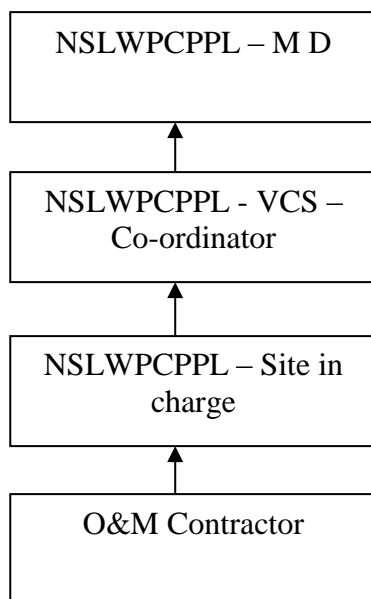 NSLWPCPPL – M D
NSLWPCPPL - VCS –
Co-ordinator
NSLWPCPPL – Site in
charge
O&M Contractor